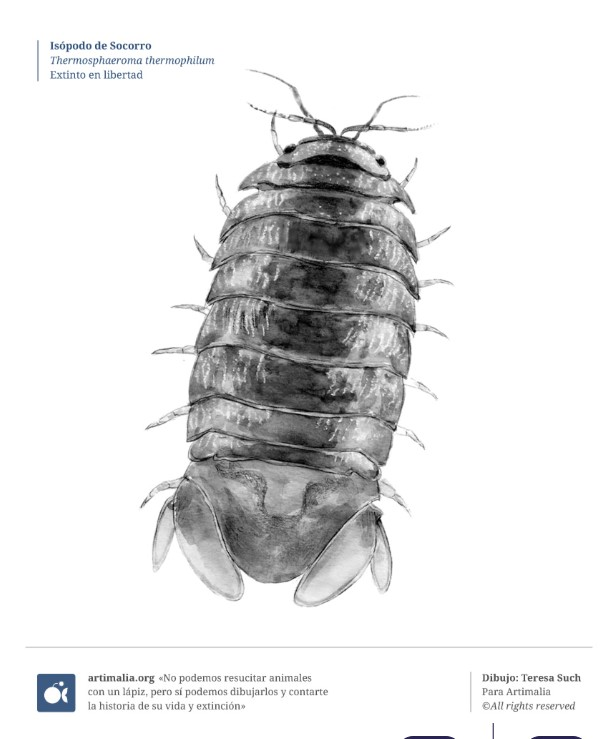 Isópodo de Socorro
Thermosphaeroma thermophilum
Extinto en libertad
artimalia.org «No podemos resucitar animales
con un lápiz, pero sí podemos dibujarlos y contarte
la historia de su vida y extinción»
Dibujo: Teresa Such
Para Artimalia
©All rights reserved